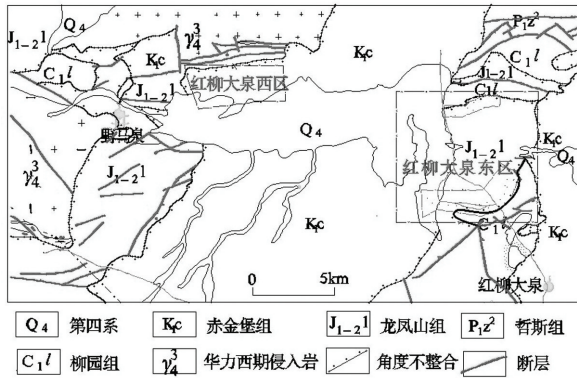 Q₄
J₁₋₂l
γ₄³
K₁c
P₁z²
C₁l
C₁l
J₁₋₂l
J₁₋₂l
红柳大泉西区
C₁l
K₁c
野马泉
Q₄
J₁₋₂l
K₁c
Q₄
红柳大泉东区
γ₄³
J₁₋₂l
K₁c
C₁l
K₁c
0 5km
红柳大泉
Q₄ 第四系 K₁c 赤金堡组 J₁₋₂l 龙凤山组 P₁z² 哲斯组
C₁l 柳园组 γ₄³ 华力西期侵入岩 角度不整合 断层